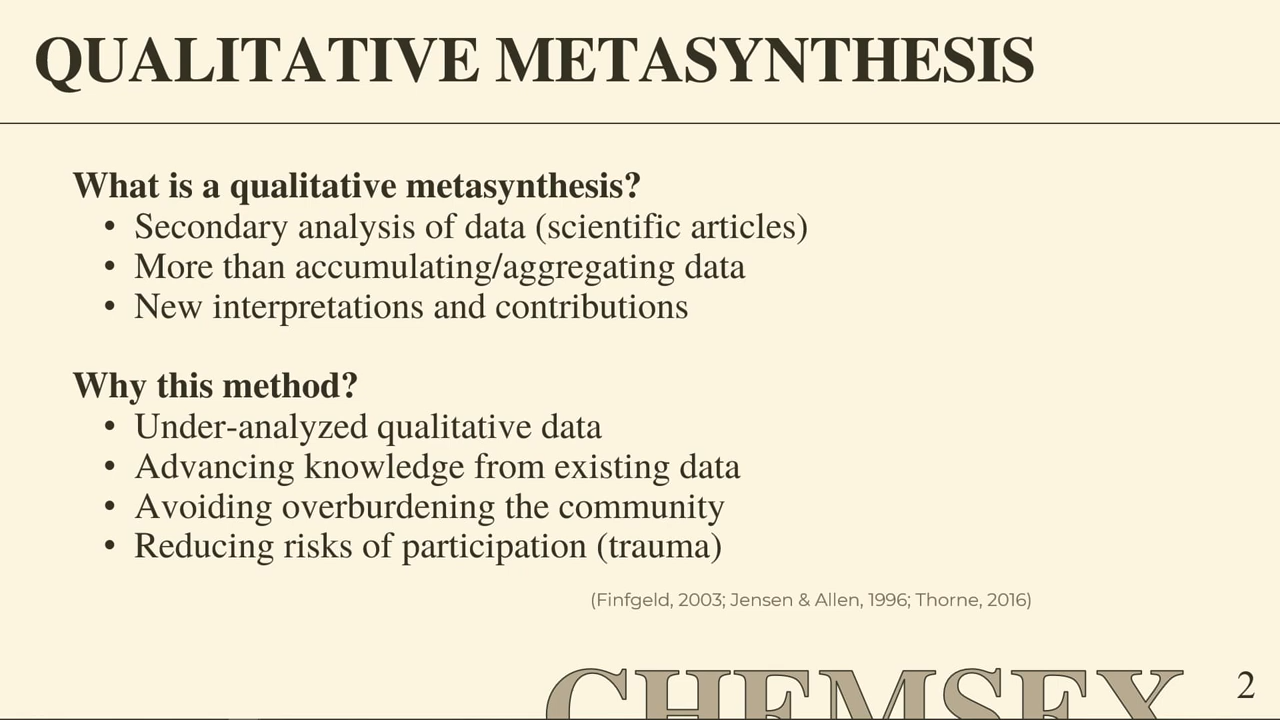 QUALITATIVE METASYNTHESIS
What is a qualitative metasynthesis?
• Secondary analysis of data (scientific articles)
• More than accumulating/aggregating data
• New interpretations and contributions
Why this method?
• Under-analyzed qualitative data
• Advancing knowledge from existing data
• Avoiding overburdening the community
• Reducing risks of participation (trauma)
(Finfgeld, 2003; Jensen & Allen, 1996; Thorne, 2016)
CHEMSEX
2